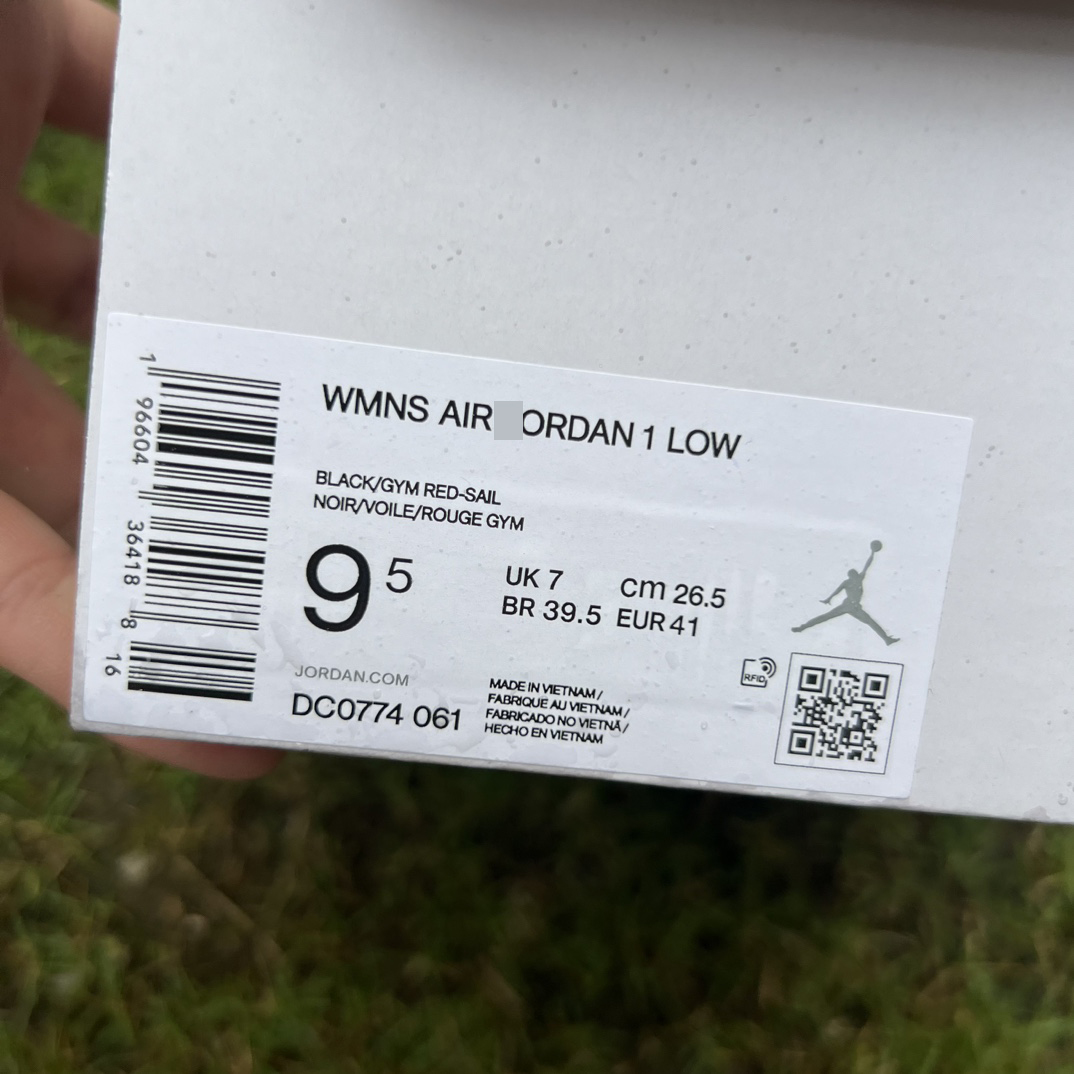 WMNS AIR ORDAN 1 LOW
BLACK/GYM RED-SAIL
NOIR/VOILE/ROUGE GYM
9 5
UK 7 cm 26.5
BR 39.5 EUR 41
JORDAN.COM
DC0774 061
MADE IN VIETNAM /
FABRIQUE AU VIETNAM /
FABRICADO NO VIETNÃ /
HECHO EN VIETNAM
RFID
1 96604 36418 8 16